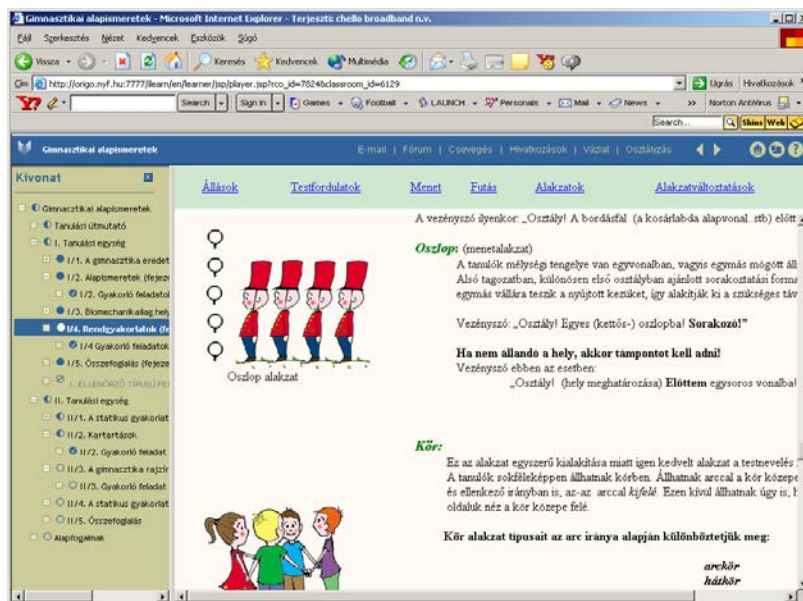 Gimnasztikai alapismeretek - Microsoft Internet Explorer - Terjeszti: chello broadband n.v.
Fájl Szerkesztés Nézet Kedvencek Eszközök Súgó
Vissza Keresés Kedvencek Multimédia
Cím http://origo.nyf.hu:7777/ilearn/en/learner/jsp/player.jsp?rco_id=7824&classroom_id=6129 Ugrás Hivatkozások
Y! Search Sign In Games Football LAUNCH Personals Mail News Norton AntiVirus
Search... Skins Web
Gimnasztikai alapismeretek E-mail | Fórum | Csevegés | Hivatkozások | Vázlat | Osztályzás
Kivonat
Gimnasztikai alapismeretek
Tanulási útmutató
I. Tanulási egység
I/1. A gimnasztika eredet
I/2. Alapismeretek (fejeze
I/2. Gyakorló feladatol
I/3. Biomechanikailag hely
I/4. Rendgyakorlatok (fe
I/4 Gyakorló feladatok
I/5. Összefoglalás (fejeze
I. ELLENŐRZŐ TÍPUSÚ FE
II. Tanulási egység
II/1. A statikus gyakorlat
II/2. Kartartások
II/2. Gyakorló feladat
II/3. A gimnasztika rajzír
II/3. Gyakorló feladat
II/4. A statikus gyakorlat
II/5. Összefoglalás
Alapfogalmak
Állások Testfordulatok Menet Futás Alakzatok Alakzatváltoztatások
A vezényszó ilyenkor: „Osztály! A bordásfal (a kosárlabda alapvonal..stb) előtt
Oszlop: (menetalakzat)
A tanulók mélységi tengelye van egyvonalban, vagyis egymás mögött áll
Alsó tagozatban, különösen első osztályban ajánlott sorakoztatási forma
egymás vállára teszik a nyújtott kezüket, így alakítják ki a szükséges táv
Vezényszó: „Osztály! Egyes (kettős-) oszlopba! Sorakozó!”
Ha nem állandó a hely, akkor támpontot kell adni!
Vezényszó ebben az esetben:
„Osztály! (hely meghatározása) Előttem egysoros vonalba!
Oszlop alakzat
Kör:
Ez az alakzat egyszerű kialakítása miatt igen kedvelt alakzat a testnevelés
A tanulók sokféleképpen állhatnak körben. Állhatnak arccal a kör közepe
és ellenkező irányban is, az-az arccal kifelé. Ezen kívül állhatnak úgy is, h
oldaluk néz a kör közepe felé.
Kör alakzat típusait az arc iránya alapján különböztetjük meg:
arckör
hátkör